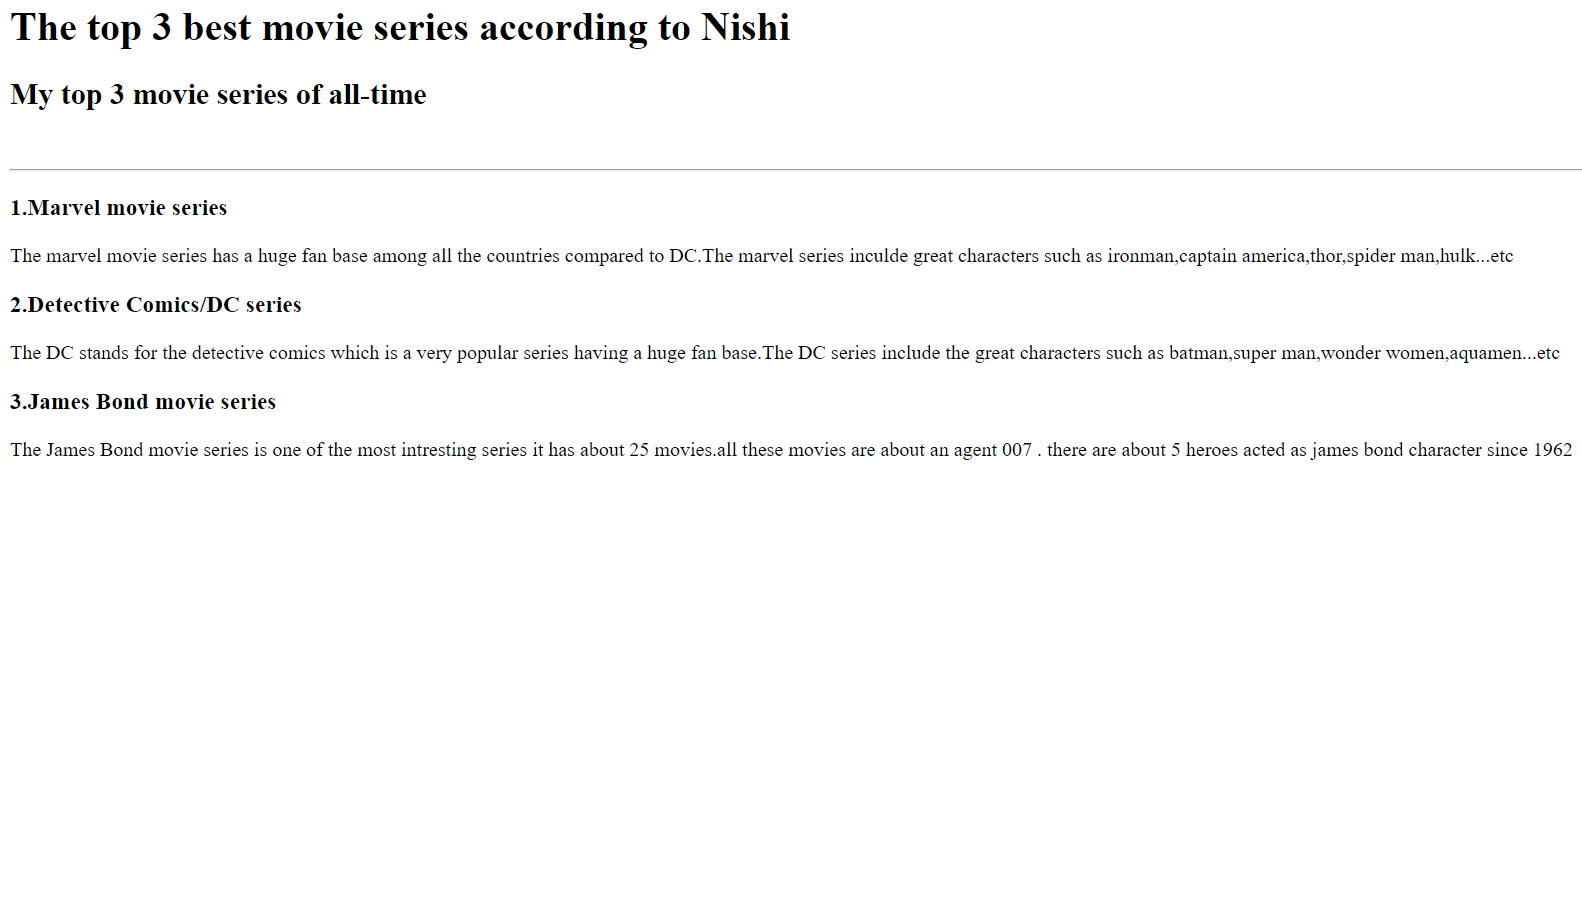 The top 3 best movie series according to Nishi
My top 3 movie series of all-time
1.Marvel movie series
The marvel movie series has a huge fan base among all the countries compared to DC.The marvel series inculde great characters such as ironman,captain america,thor,spider man,hulk...etc
2.Detective Comics/DC series
The DC stands for the detective comics which is a very popular series having a huge fan base.The DC series include the great characters such as batman,super man,wonder women,aquamen...etc
3.James Bond movie series
The James Bond movie series is one of the most intresting series it has about 25 movies.all these movies are about an agent 007 . there are about 5 heroes acted as james bond character since 1962